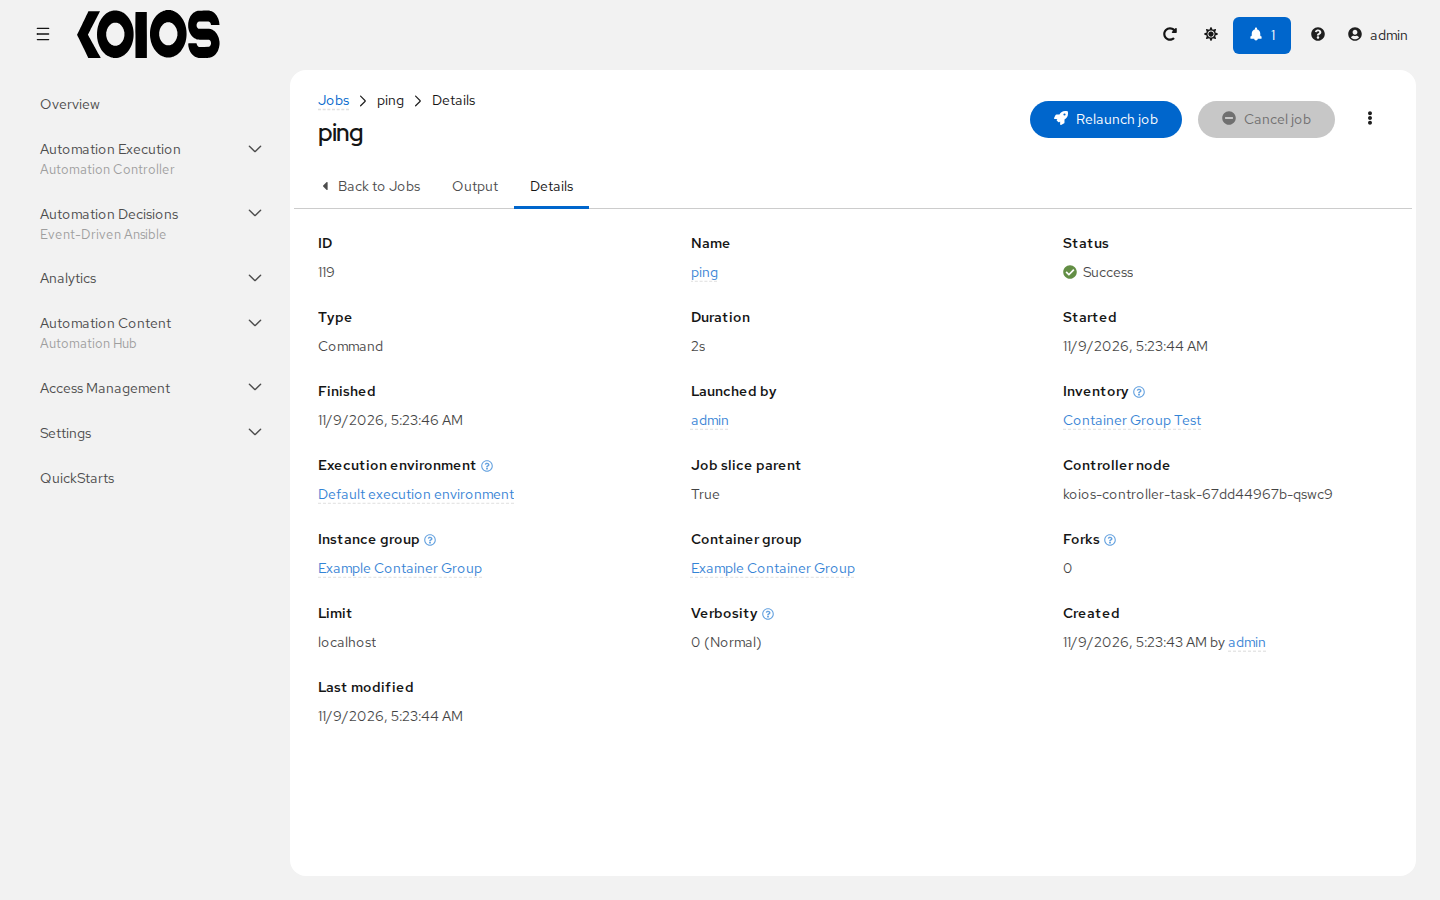 KOIOS
1
admin
Overview
Automation Execution
Automation Controller
Automation Decisions
Event-Driven Ansible
Analytics
Automation Content
Automation Hub
Access Management
Settings
QuickStarts
Jobs > ping > Details
ping
Relaunch job
Cancel job
Back to Jobs
Output
Details
ID
119
Name
ping
Status
Success
Type
Command
Duration
2s
Started
11/9/2026, 5:23:44 AM
Finished
11/9/2026, 5:23:46 AM
Launched by
admin
Inventory
Container Group Test
Execution environment
Default execution environment
Job slice parent
True
Controller node
koios-controller-task-67dd44967b-qswc9
Instance group
Example Container Group
Container group
Example Container Group
Forks
0
Limit
localhost
Verbosity
0 (Normal)
Created
11/9/2026, 5:23:43 AM by admin
Last modified
11/9/2026, 5:23:44 AM